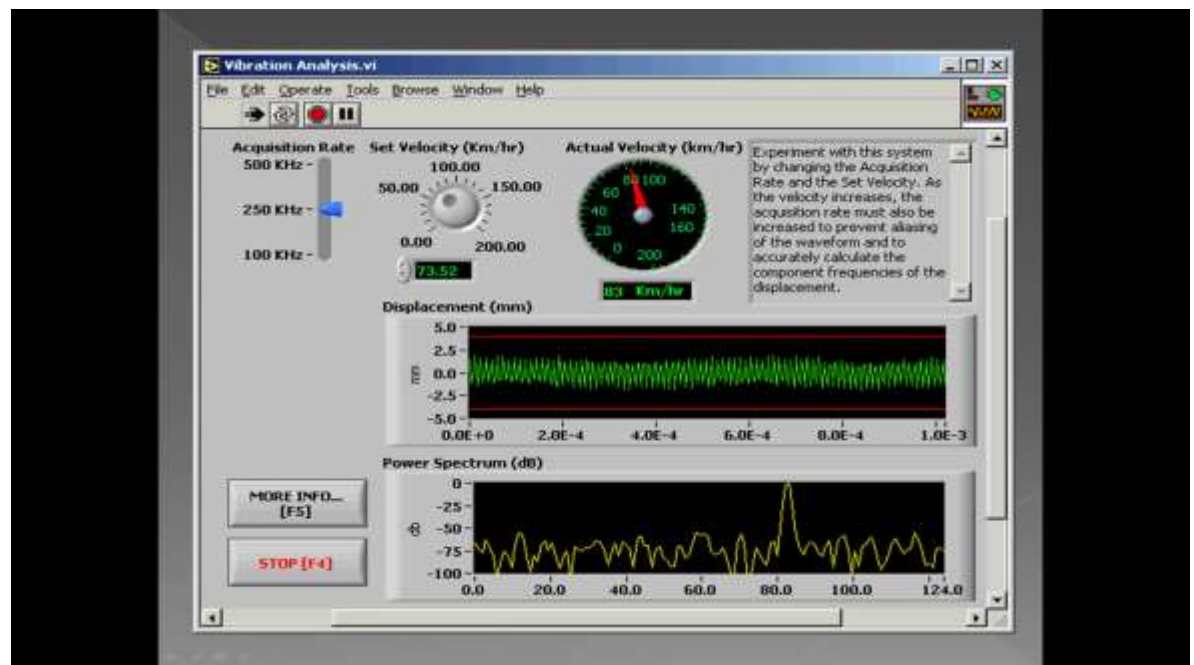 Vibration Analysis.vi
File Edit Operate Tools Browse Window Help
Acquisition Rate
500 KHz
250 KHz
100 KHz
Set Velocity (Km/hr)
100.00
50.00 150.00
0.00 200.00
73.52
Actual Velocity (km/hr)
80 100
60
40 140
20 160
0 200
83 Km/hr
Experiment with this system
by changing the Acquisition
Rate and the Set Velocity. As
the velocity increases, the
acquisition rate must also be
increased to prevent aliasing
of the waveform and to
accurately calculate the
component frequencies of the
displacement.
Displacement (mm)
5.0
2.5
0.0
-2.5
-5.0
mm
0.0E+0 2.0E-4 4.0E-4 6.0E-4 8.0E-4 1.0E-3
Power Spectrum (dB)
0
-25
-50
-75
-100
dB
0.0 20.0 40.0 60.0 80.0 100.0 124.0
MORE INFO...
[F5]
STOP [F4]